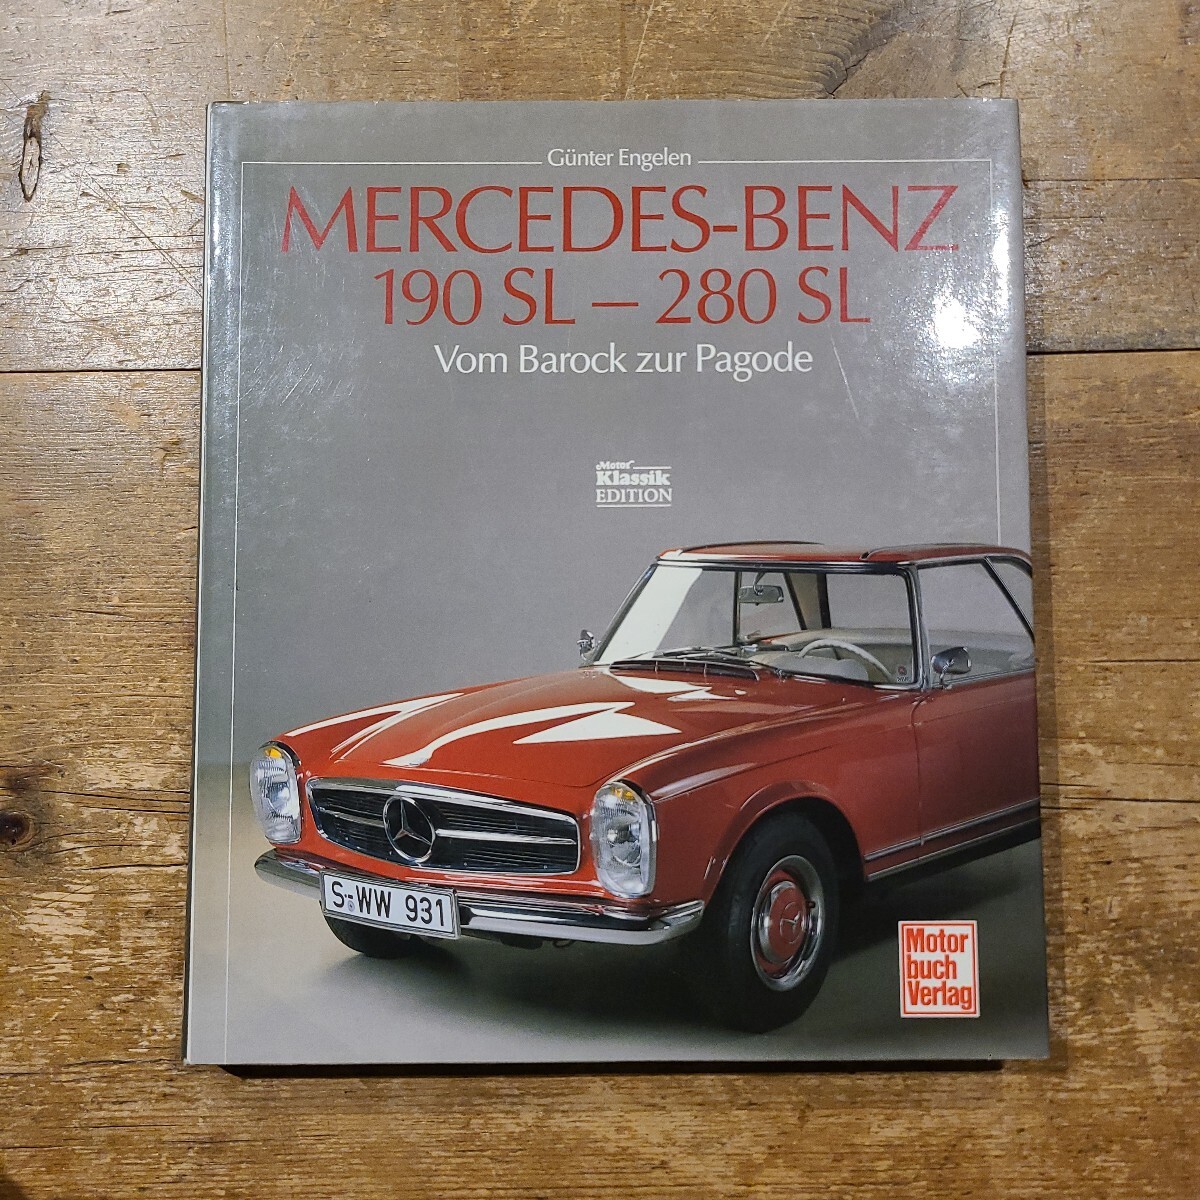 Günter Engelen
MERCEDES-BENZ
190 SL – 280 SL
Vom Barock zur Pagode
Motor
Klassik
EDITION
S WW 931
Motor
buch
Verlag